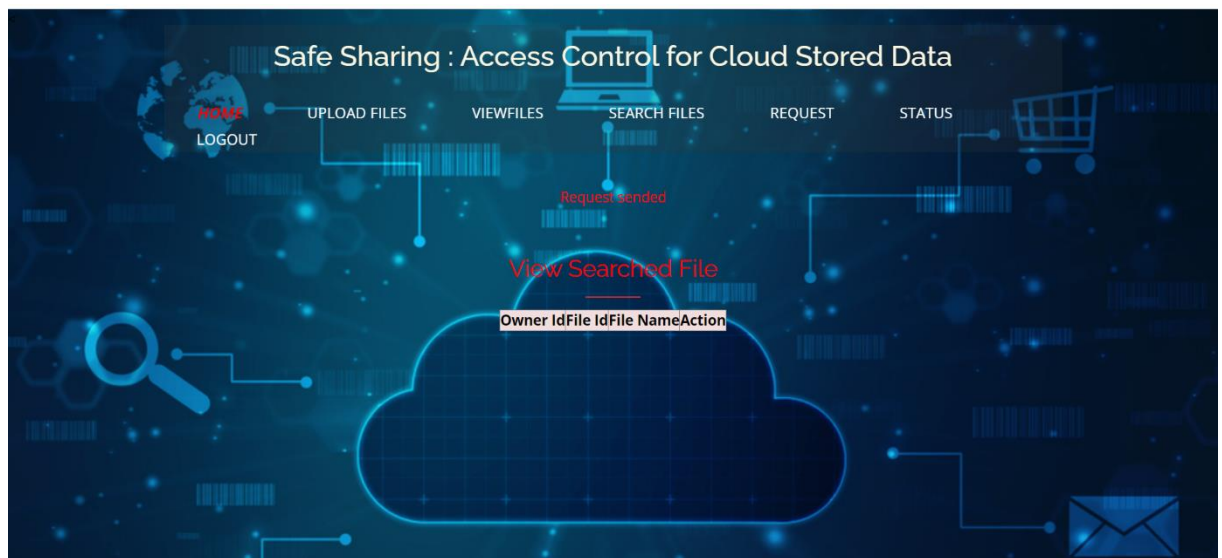 Safe Sharing : Access Control for Cloud Stored Data
HOME UPLOAD FILES VIEWFILES SEARCH FILES REQUEST STATUS
LOGOUT
Request sended
View Searched File
Owner Id File Id File Name Action